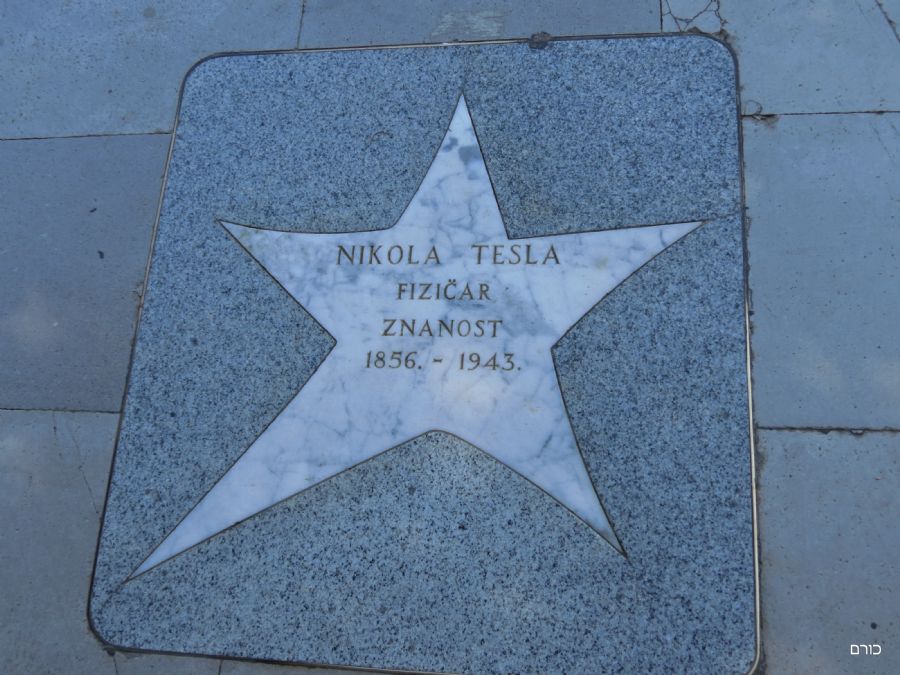 NIKOLA TESLA
FIZIČAR
ZNANOST
1856. - 1943.
כורם